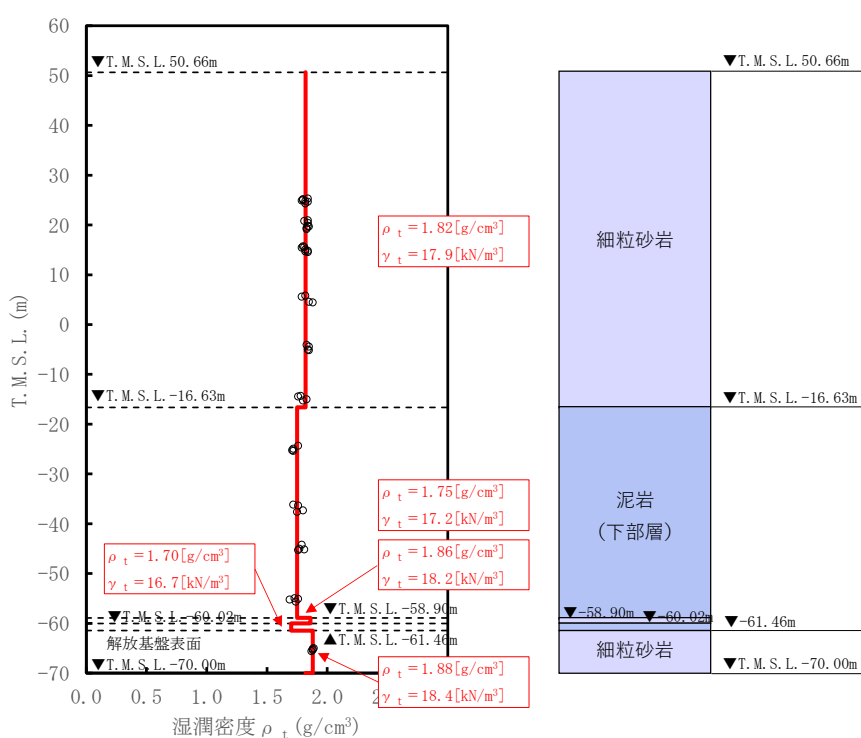 60
50
40
30
20
10
0
-10
-20
-30
-40
-50
-60
-70
T.M.S.L.(m)
0.0
0.5
1.0
1.5
2.0
湿潤密度ρt(g/cm³)
▼T.M.S.L.50.66m
▼T.M.S.L.-16.63m
▼T.M.S.L.-58.90m
▼T.M.S.L.-60.02m
▲T.M.S.L.-61.46m
解放基盤表面
▼T.M.S.L.-70.00m
ρt=1.82[g/cm³]
γt=17.9[kN/m³]
ρt=1.75[g/cm³]
γt=17.2[kN/m³]
ρt=1.70[g/cm³]
γt=16.7[kN/m³]
ρt=1.86[g/cm³]
γt=18.2[kN/m³]
ρt=1.88[g/cm³]
γt=18.4[kN/m³]
▼T.M.S.L.50.66m
細粒砂岩
▼T.M.S.L.-16.63m
泥岩
(下部層)
▼-58.90m
▼-60.02m
▼-61.46m
細粒砂岩
▼T.M.S.L.-70.00m